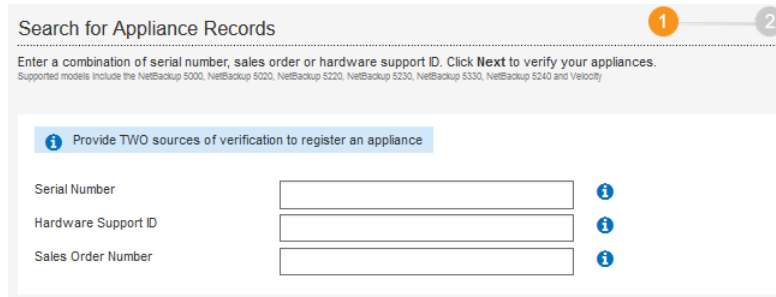 Search for Appliance Records
1
2
Enter a combination of serial number, sales order or hardware support ID. Click Next to verify your appliances.
Supported models include the NetBackup 5000, NetBackup 5020, NetBackup 5220, NetBackup 5230, NetBackup 5330, NetBackup 5240 and Velocity
i Provide TWO sources of verification to register an appliance
Serial Number i
Hardware Support ID i
Sales Order Number i